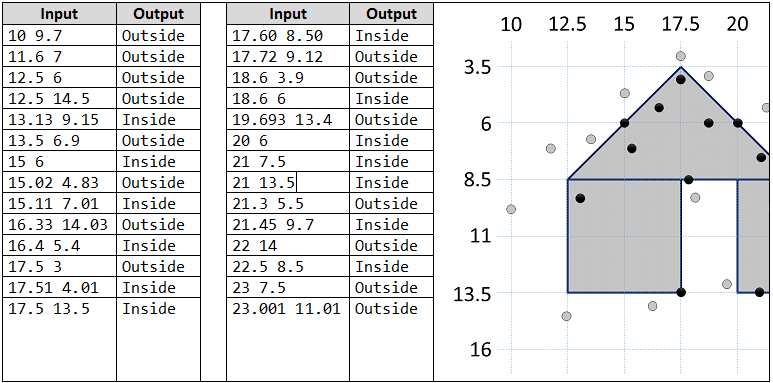 Input Output
10 9.7 Outside
11.6 7 Outside
12.5 6 Outside
12.5 14.5 Outside
13.13 9.15 Inside
13.5 6.9 Outside
15 6 Inside
15.02 4.83 Outside
15.11 7.01 Inside
16.33 14.03 Outside
16.4 5.4 Inside
17.5 3 Outside
17.51 4.01 Inside
17.5 13.5 Inside
Input Output
17.60 8.50 Inside
17.72 9.12 Outside
18.6 3.9 Outside
18.6 6 Inside
19.693 13.4 Outside
20 6 Inside
21 7.5 Inside
21 13.5 Inside
21.3 5.5 Outside
21.45 9.7 Inside
22 14 Outside
22.5 8.5 Inside
23 7.5 Outside
23.001 11.01 Outside
10 12.5 15 17.5 20
3.5
6
8.5
11
13.5
16